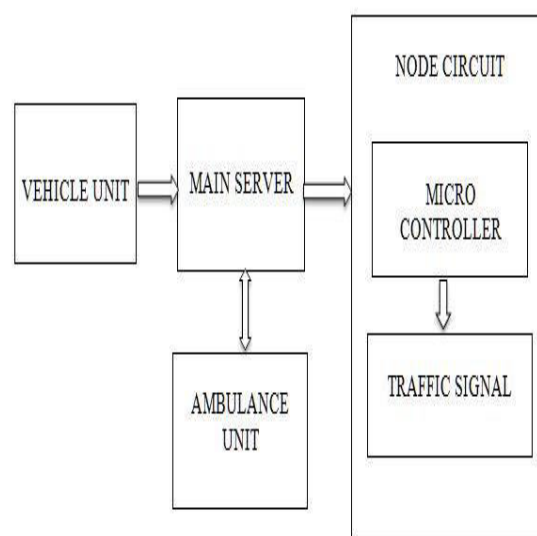 NODE CIRCUIT
VEHICLE UNIT
MAIN SERVER
MICRO
CONTROLLER
AMBULANCE
UNIT
TRAFFIC SIGNAL